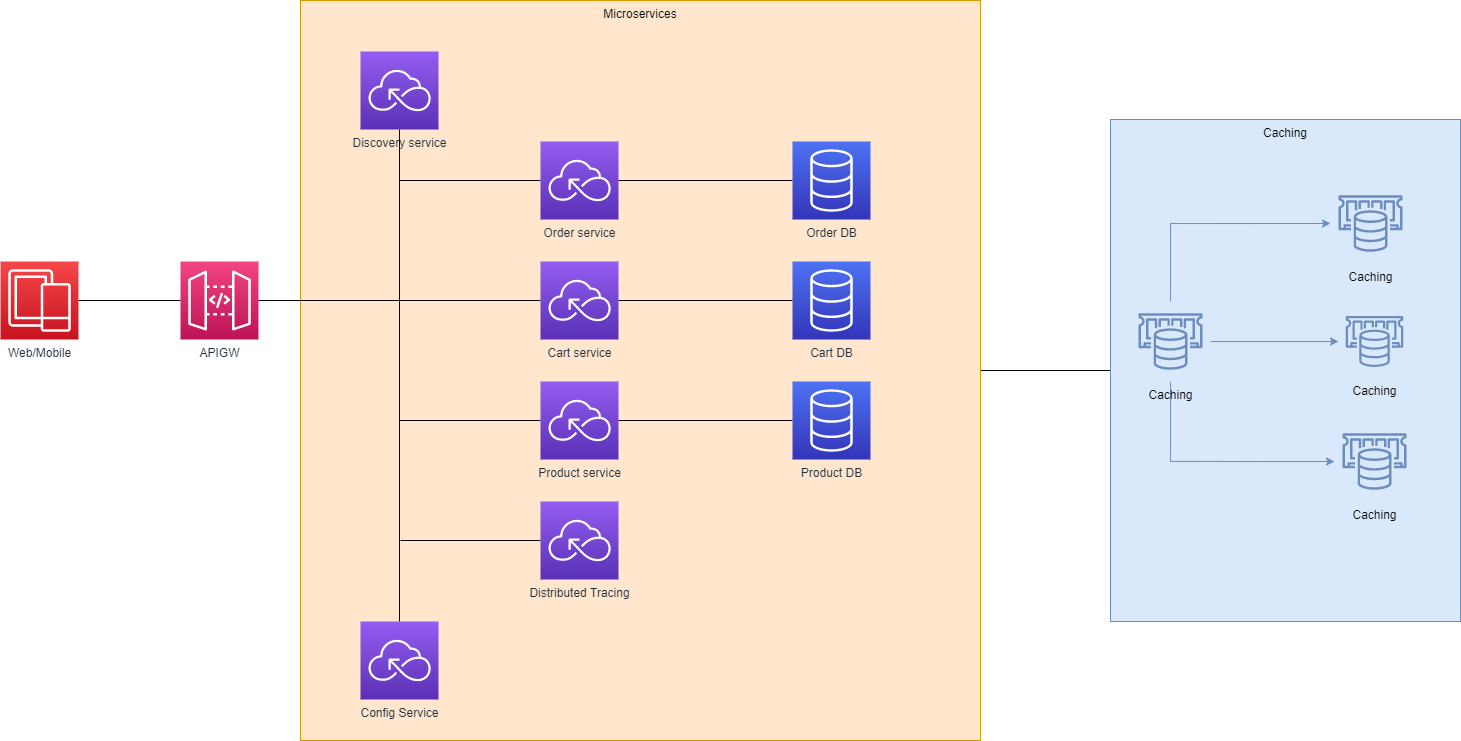 Microservices
Discovery service
Order service
Order DB
Web/Mobile
APIGW
</>
Cart service
Cart DB
Product service
Product DB
Distributed Tracing
Config Service
Caching
Caching
Caching
Caching
Caching